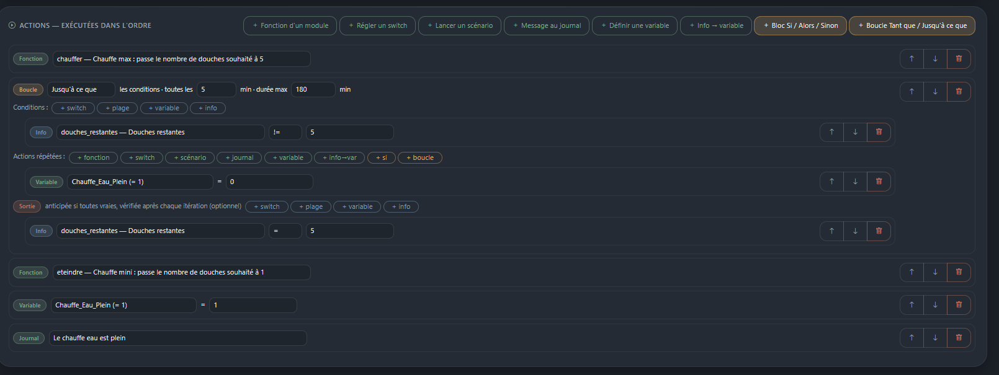 ACTIONS — EXÉCUTÉES DANS L'ORDRE + Fonction d'un module + Régler un switch + Lancer un scénario + Message au journal + Définir une variable + Info → variable + Bloc Si / Alors / Sinon + Boucle Tant que / Jusqu'à ce que
Fonction chauffer — Chauffe max : passe le nombre de douches souhaité à 5 ↑ ↓
Boucle Jusqu'à ce que les conditions · toutes les 5 min · durée max 180 min ↑ ↓
Conditions : + switch + plage + variable + info
Info douches_restantes — Douches restantes != 5 ↑ ↓
Actions répétées : + fonction + switch + scénario + journal + variable + info→var + si + boucle
Variable Chauffe_Eau_Plein (= 1) = 0 ↑ ↓
Sortie anticipée si toutes vraies, vérifiée après chaque itération (optionnel) + switch + plage + variable + info
Info douches_restantes — Douches restantes = 5 ↑ ↓
Fonction eteindre — Chauffe mini : passe le nombre de douches souhaité à 1 ↑ ↓
Variable Chauffe_Eau_Plein (= 1) = 1 ↑ ↓
Journal Le chauffe eau est plein ↑ ↓